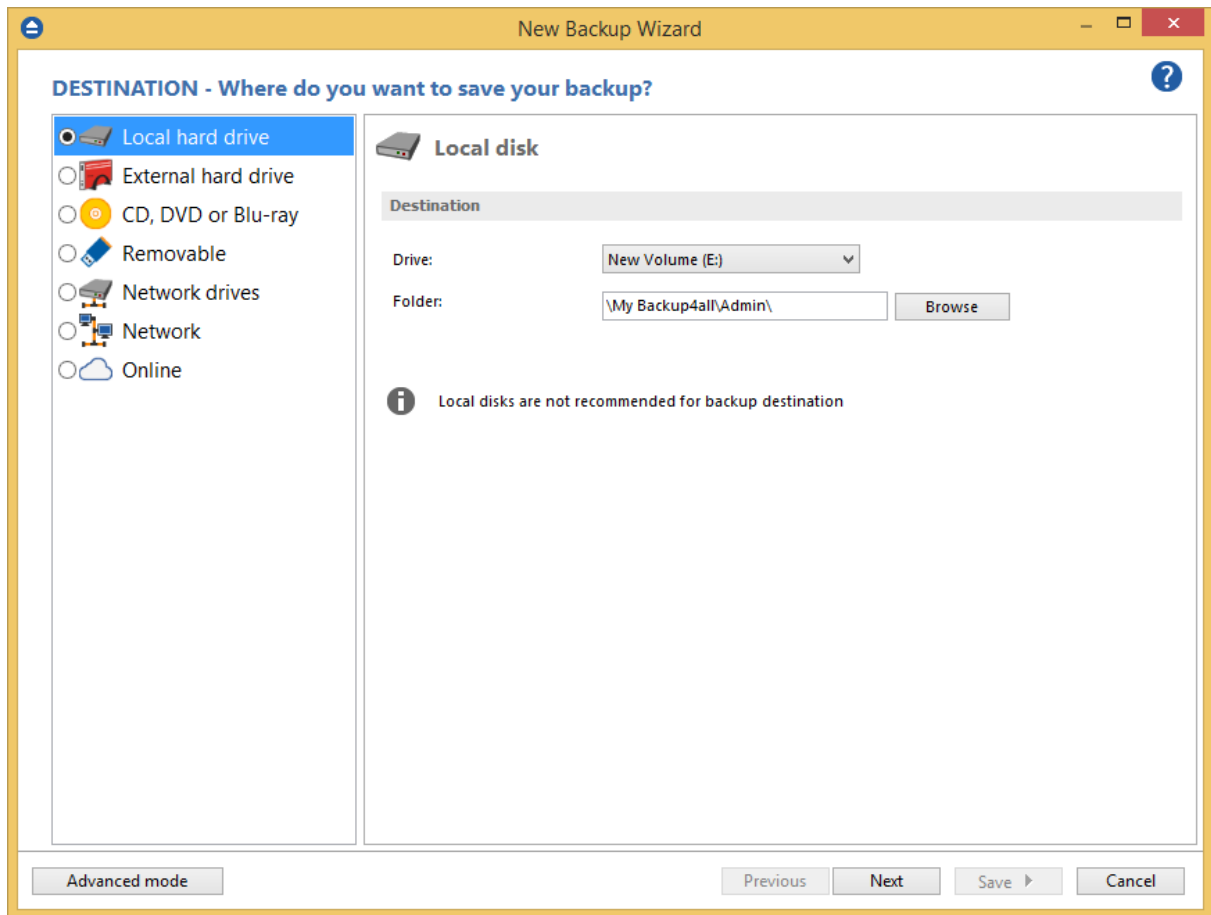 New Backup Wizard
DESTINATION - Where do you want to save your backup?
Local hard drive
External hard drive
CD, DVD or Blu-ray
Removable
Network drives
Network
Online
Local disk
Destination
Drive: New Volume (E:)
Folder: \My Backup4all\Admin\ Browse
Local disks are not recommended for backup destination
Advanced mode Previous Next Save Cancel